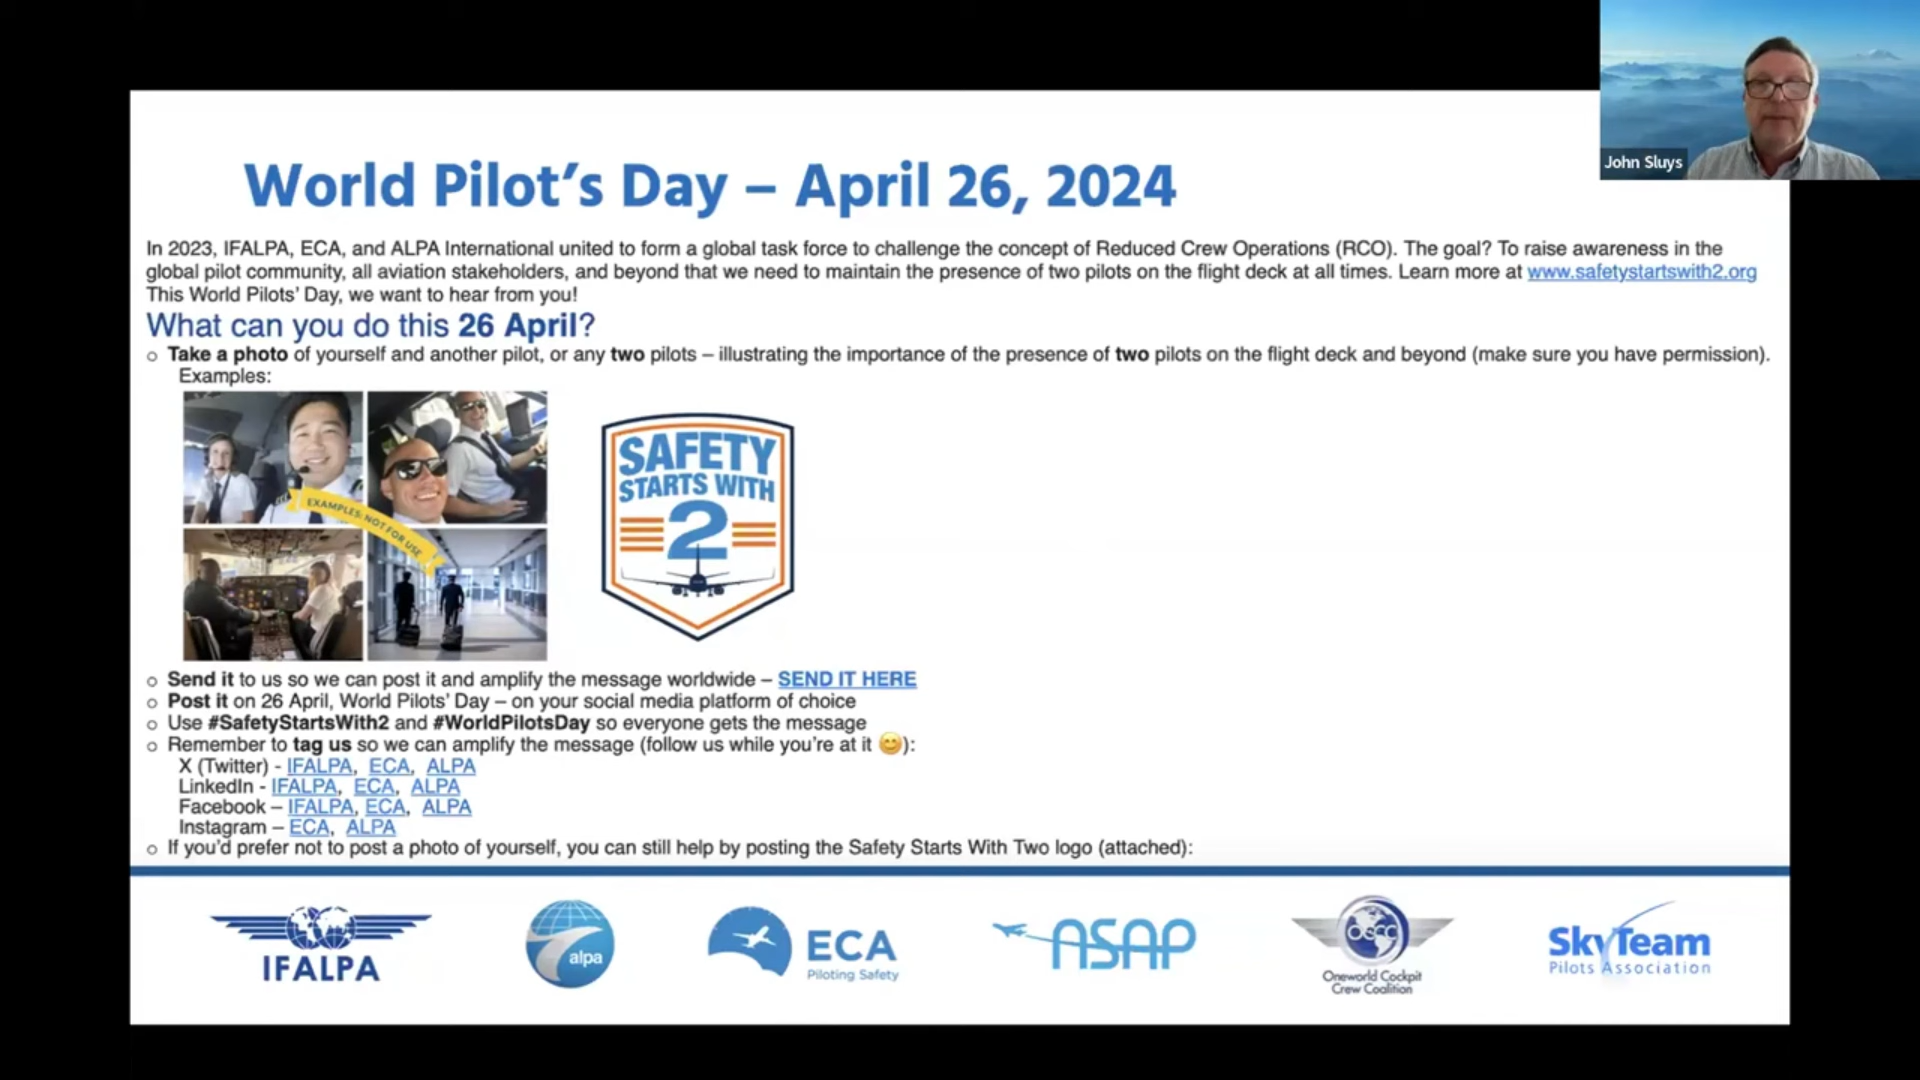 John Sluys
World Pilot’s Day – April 26, 2024
In 2023, IFALPA, ECA, and ALPA International united to form a global task force to challenge the concept of Reduced Crew Operations (RCO). The goal? To raise awareness in the
global pilot community, all aviation stakeholders, and beyond that we need to maintain the presence of two pilots on the flight deck at all times. Learn more at www.safetystartswith2.org
This World Pilots’ Day, we want to hear from you!
What can you do this 26 April?
o Take a photo of yourself and another pilot, or any two pilots – illustrating the importance of the presence of two pilots on the flight deck and beyond (make sure you have permission).
Examples:
EXAMPLES: NOT FOR USE
SAFETY
STARTS WITH
2
o Send it to us so we can post it and amplify the message worldwide – SEND IT HERE
o Post it on 26 April, World Pilots’ Day – on your social media platform of choice
o Use #SafetyStartsWith2 and #WorldPilotsDay so everyone gets the message
o Remember to tag us so we can amplify the message (follow us while you’re at it 😊):
X (Twitter) - IFALPA, ECA, ALPA
LinkedIn - IFALPA, ECA, ALPA
Facebook – IFALPA, ECA, ALPA
Instagram – ECA, ALPA
o If you’d prefer not to post a photo of yourself, you can still help by posting the Safety Starts With Two logo (attached):
IFALPA
alpa
ECA
Piloting Safety
ASAP
OCCC
Oneworld Cockpit
Crew Coalition
SkyTeam
Pilots Association